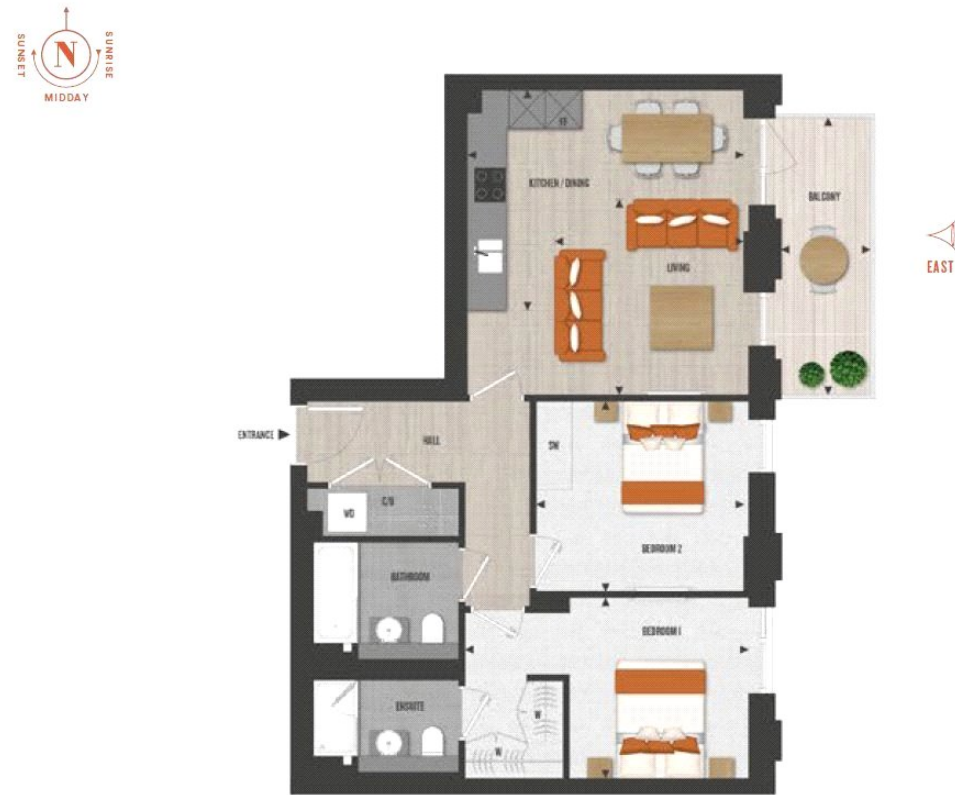 N
SUNSET
SUNRISE
MIDDAY
FF
KITCHEN / DINING
BALCONY
LIVING
EAST
ENTRANCE
HALL
SW
C/U
WD
BEDROOM 2
BATHROOM
BEDROOM 1
ENSUITE
W
W